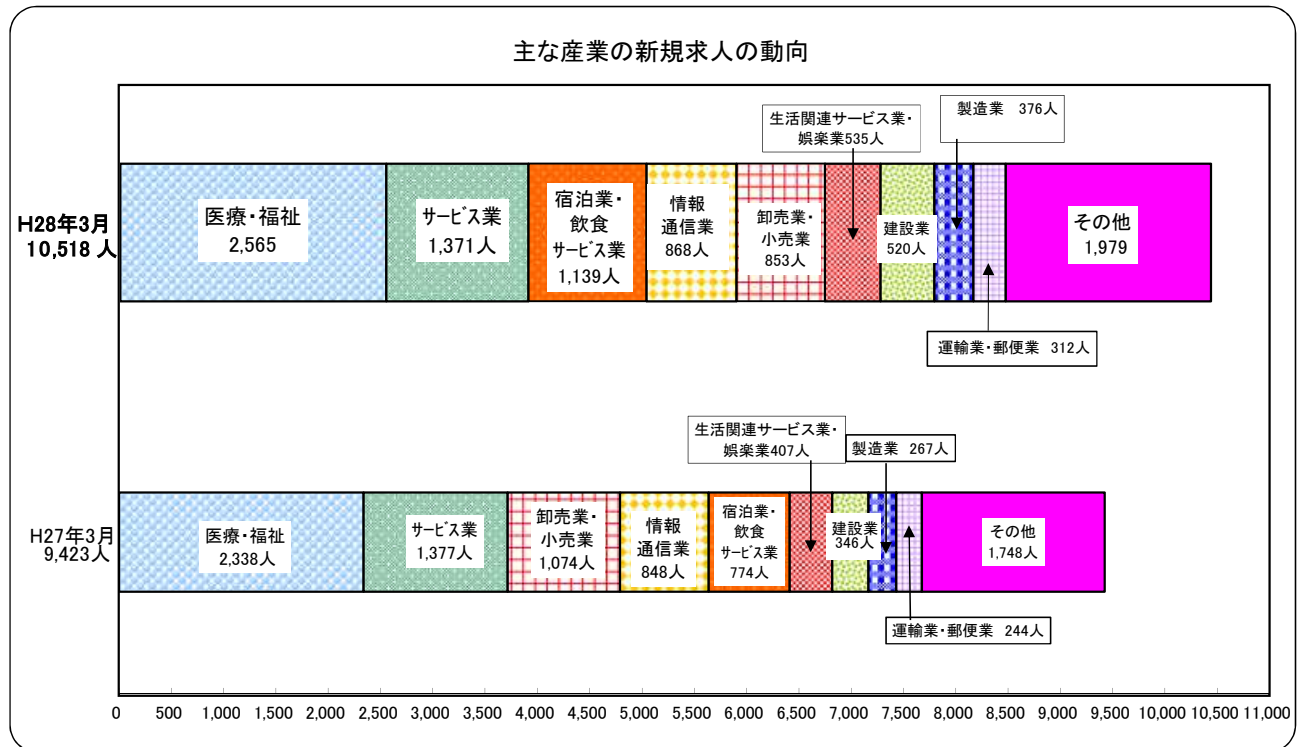 主な産業の新規求人の動向
H28年3月
10,518 人
医療・福祉
2,565
サービス業
1,371人
宿泊業・
飲食
サービス業
1,139人
情報
通信業
868人
卸売業・
小売業
853人
生活関連サービス業・
娯楽業535人
建設業
520人
製造業 376人
運輸業・郵便業 312人
その他
1,979
H27年3月
9,423人
医療・福祉
2,338人
サービス業
1,377人
卸売業・
小売業
1,074人
情報
通信業
848人
宿泊業・
飲食
サービス業
774人
生活関連サービス業・
娯楽業407人
建設業
346人
製造業 267人
運輸業・郵便業 244人
その他
1,748人
0 500 1,000 1,500 2,000 2,500 3,000 3,500 4,000 4,500 5,000 5,500 6,000 6,500 7,000 7,500 8,000 8,500 9,000 9,500 10,000 10,500 11,000